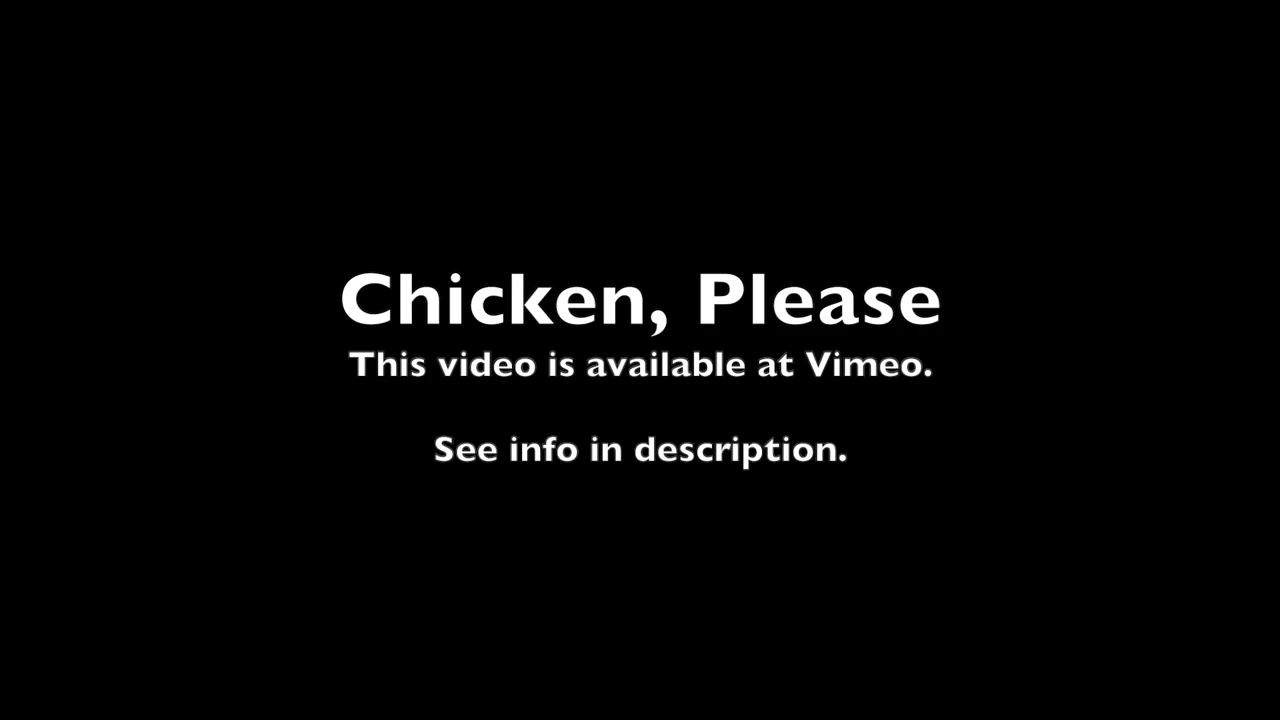 Chicken, Please
This video is available at Vimeo.
See info in description.